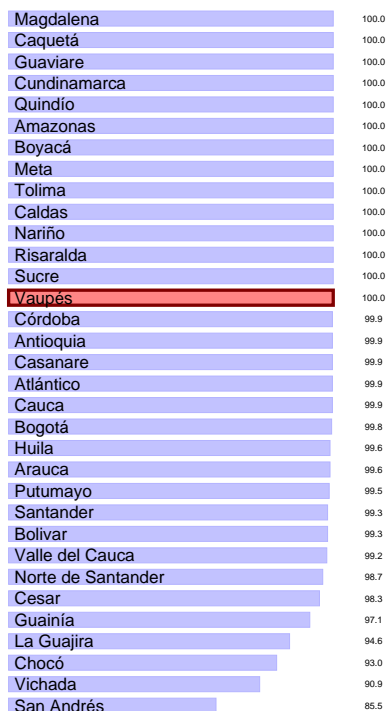 Magdalena 100.0
Caquetá 100.0
Guaviare 100.0
Cundinamarca 100.0
Quindío 100.0
Amazonas 100.0
Boyacá 100.0
Meta 100.0
Tolima 100.0
Caldas 100.0
Nariño 100.0
Risaralda 100.0
Sucre 100.0
Vaupés 100.0
Córdoba 99.9
Antioquia 99.9
Casanare 99.9
Atlántico 99.9
Cauca 99.9
Bogotá 99.8
Huila 99.6
Arauca 99.6
Putumayo 99.5
Santander 99.3
Bolivar 99.3
Valle del Cauca 99.2
Norte de Santander 98.7
Cesar 98.3
Guainía 97.1
La Guajira 94.6
Chocó 93.0
Vichada 90.9
San Andrés 85.5